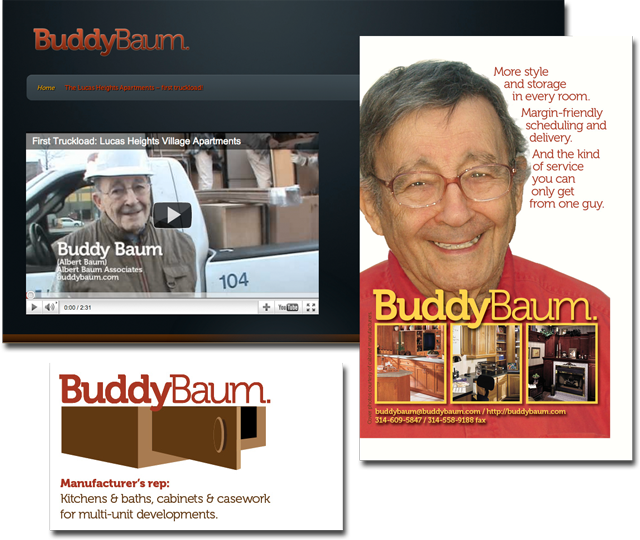 BuddyBaum.
Home The Lucas Heights Apartments – first truckload
First Truckload: Lucas Heights Village Apartments
Buddy Baum
(Albert Baum)
Albert Baum Associates
buddybaum.com
104
0:00 / 2:31
YouTube
More style
and storage
in every room.
Margin-friendly
scheduling and
delivery.
And the kind
of service
you can
only get
from one guy.
BuddyBaum.
buddybaum@buddybaum.com / http://buddybaum.com
314-609-5847 / 314-558-9188 fax
BuddyBaum.
Manufacturer's rep:
Kitchens & baths, cabinets & casework
for multi-unit developments.